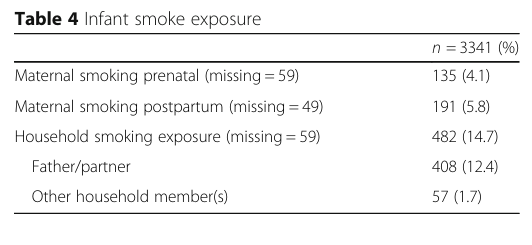 Table 4 Infant smoke exposure
n = 3341 (%)
Maternal smoking prenatal (missing = 59) 135 (4.1)
Maternal smoking postpartum (missing = 49) 191 (5.8)
Household smoking exposure (missing = 59) 482 (14.7)
Father/partner 408 (12.4)
Other household member(s) 57 (1.7)